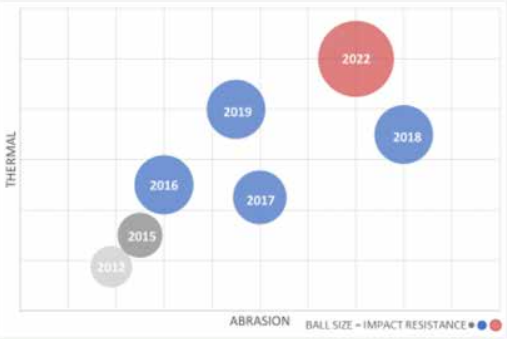 2022
2019
2018
2016
2017
2015
2012
THERMAL
ABRASION
BALL SIZE = IMPACT RESISTANCE